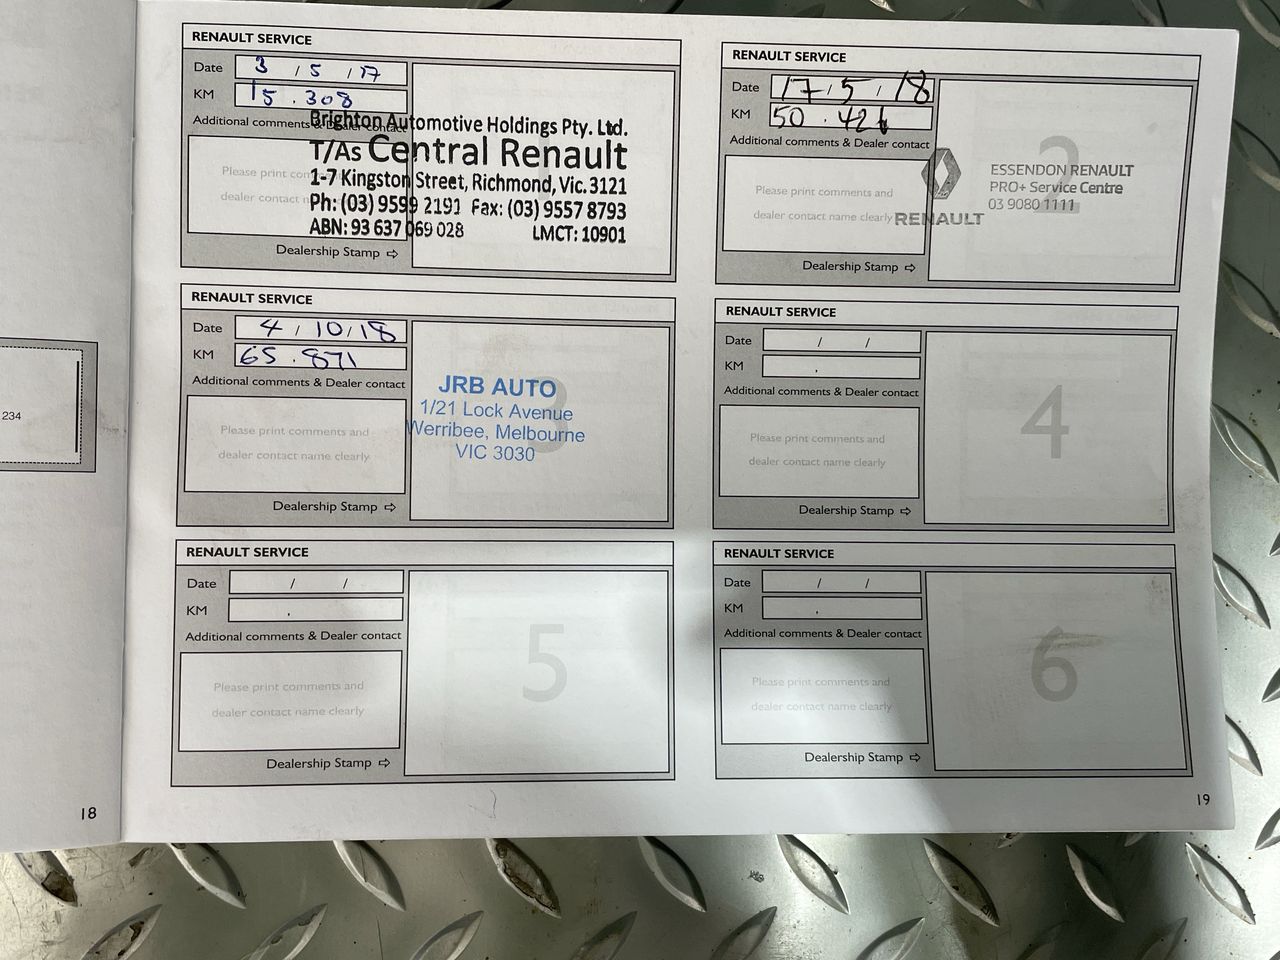 234
18
RENAULT SERVICE
Date 3 / 5 / 17
KM 15 . 308
Additional comments & Dealer contact
Please print com
dealer contact n
Brighton Automotive Holdings Pty. Ltd.
T/As Central Renault
1-7 Kingston Street, Richmond, Vic. 3121
Ph: (03) 9599 2191 Fax: (03) 9557 8793
ABN: 93 637 069 028 LMCT: 10901
Dealership Stamp ⇨
RENAULT SERVICE
Date 17 / 5 / 18
KM 50 . 426
Additional comments & Dealer contact
Please print comments and
dealer contact name clearly
RENAULT
2
ESSENDON RENAULT
PRO+ Service Centre
03 9080 1111
Dealership Stamp ⇨
RENAULT SERVICE
Date 4 / 10 / 18
KM 65 . 871
Additional comments & Dealer contact
Please print comments and
dealer contact name clearly
3
JRB AUTO
1/21 Lock Avenue
Werribee, Melbourne
VIC 3030
Dealership Stamp ⇨
RENAULT SERVICE
Date / /
KM .
Additional comments & Dealer contact
Please print comments and
dealer contact name clearly
4
Dealership Stamp ⇨
RENAULT SERVICE
Date / /
KM .
Additional comments & Dealer contact
Please print comments and
dealer contact name clearly
5
Dealership Stamp ⇨
RENAULT SERVICE
Date / /
KM .
Additional comments & Dealer contact
Please print comments and
dealer contact name clearly
6
Dealership Stamp ⇨
19